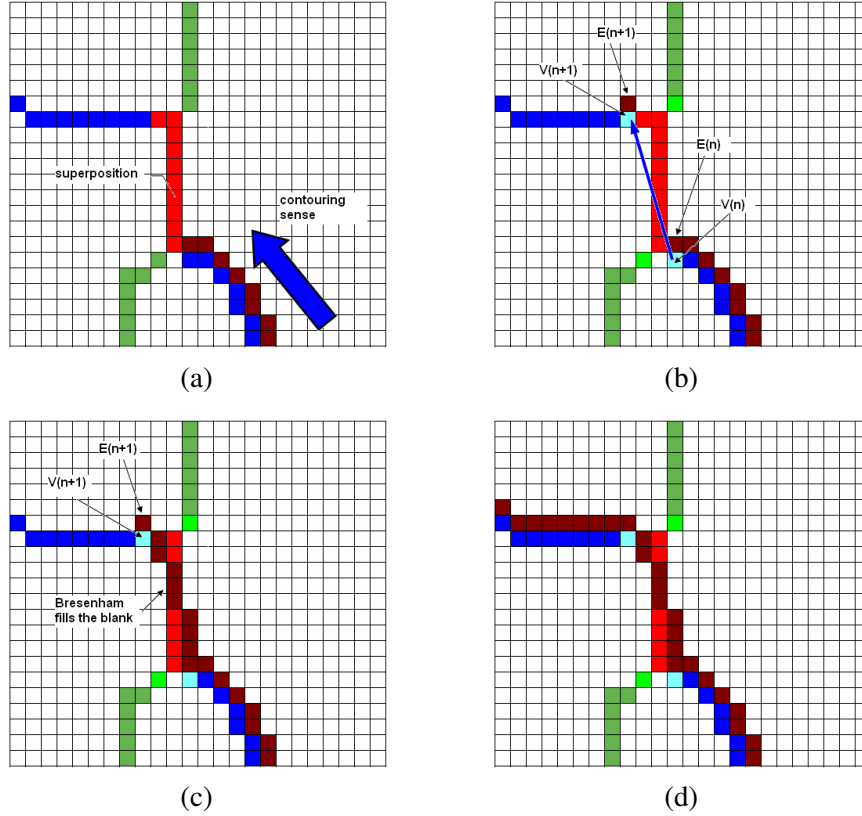 superposition
contouring
sense
(a)
E(n+1)
V(n+1)
E(n)
V(n)
(b)
E(n+1)
V(n+1)
Bresenham
fills the blank
(c)
(d)